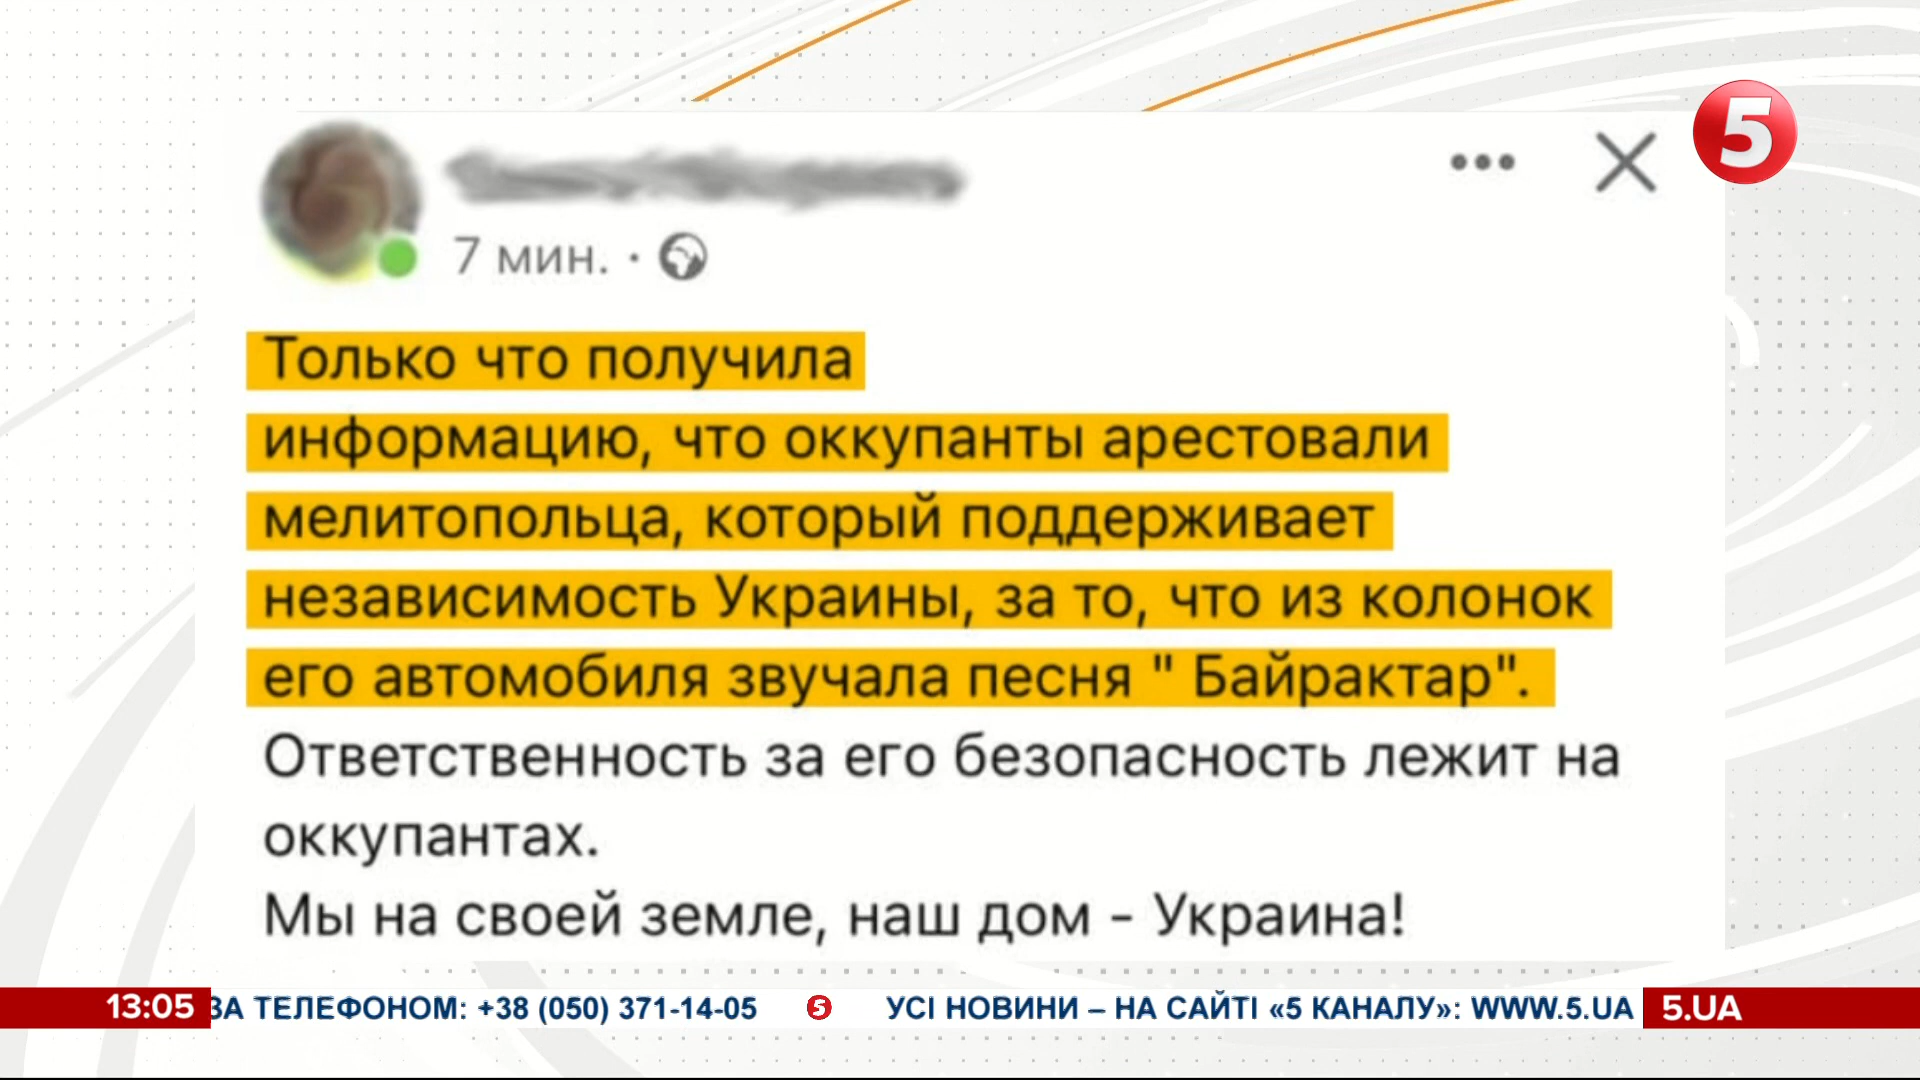 5
7 мин. ·
Только что получила
информацию, что оккупанты арестовали
мелитопольца, который поддерживает
независимость Украины, за то, что из колонок
его автомобиля звучала песня " Байрактар".
Ответственность за его безопасность лежит на
оккупантах.
Мы на своей земле, наш дом - Украина!
13:05 ЗА ТЕЛЕФОНОМ: +38 (050) 371-14-05 5 УСІ НОВИНИ – НА САЙТІ «5 КАНАЛУ»: WWW.5.UA 5.UA